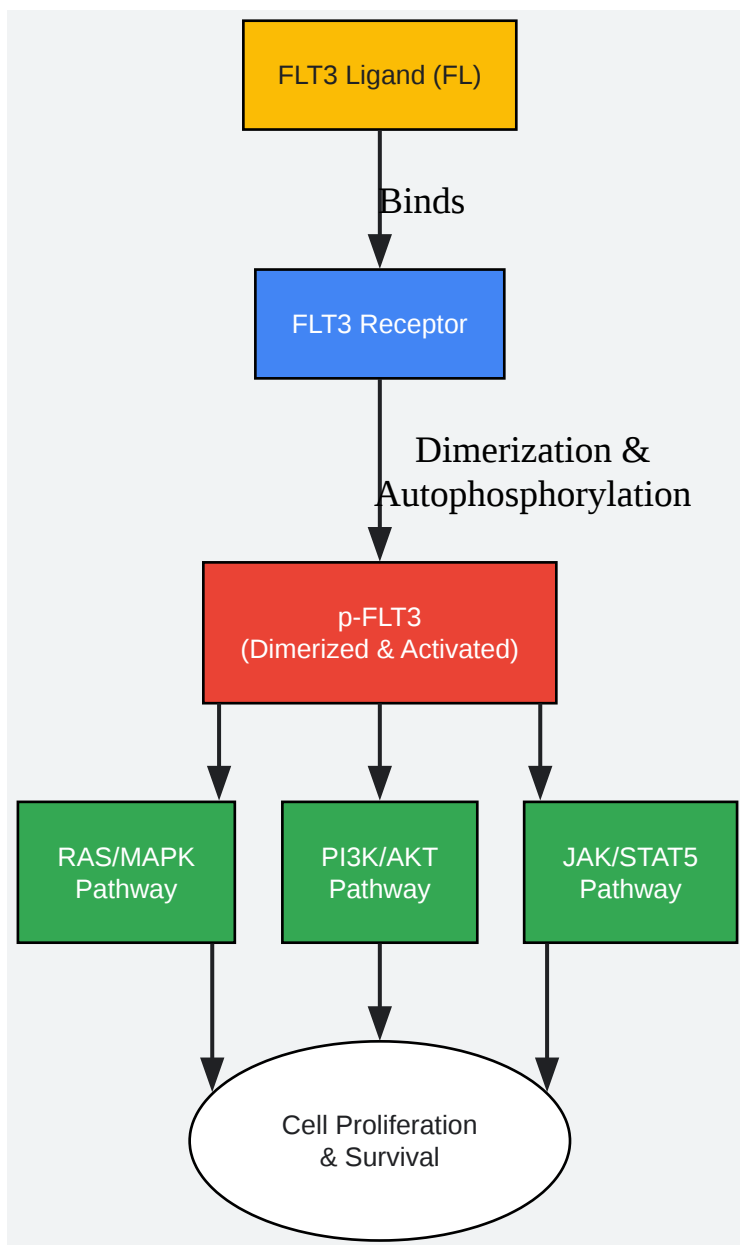 FLT3 Ligand (FL)
Binds
FLT3 Receptor
Dimerization &
Autophosphorylation
p-FLT3
(Dimerized & Activated)
RAS/MAPK
Pathway
PI3K/AKT
Pathway
JAK/STAT5
Pathway
Cell Proliferation
& Survival